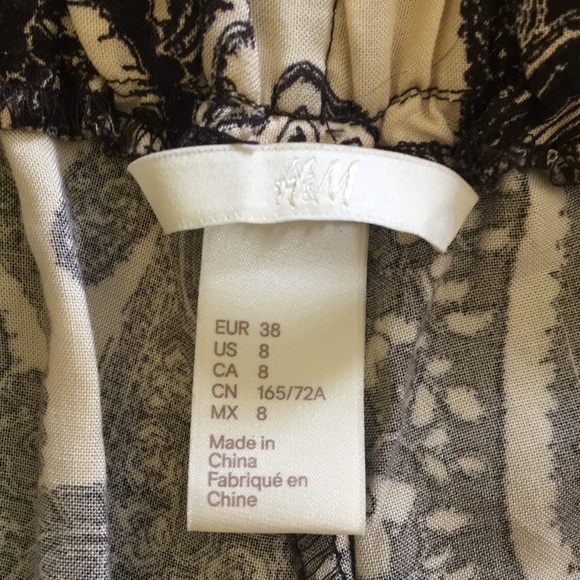 H&M
EUR 38
US 8
CA 8
CN 165/72A
MX 8
Made in
China
Fabriqué en
Chine